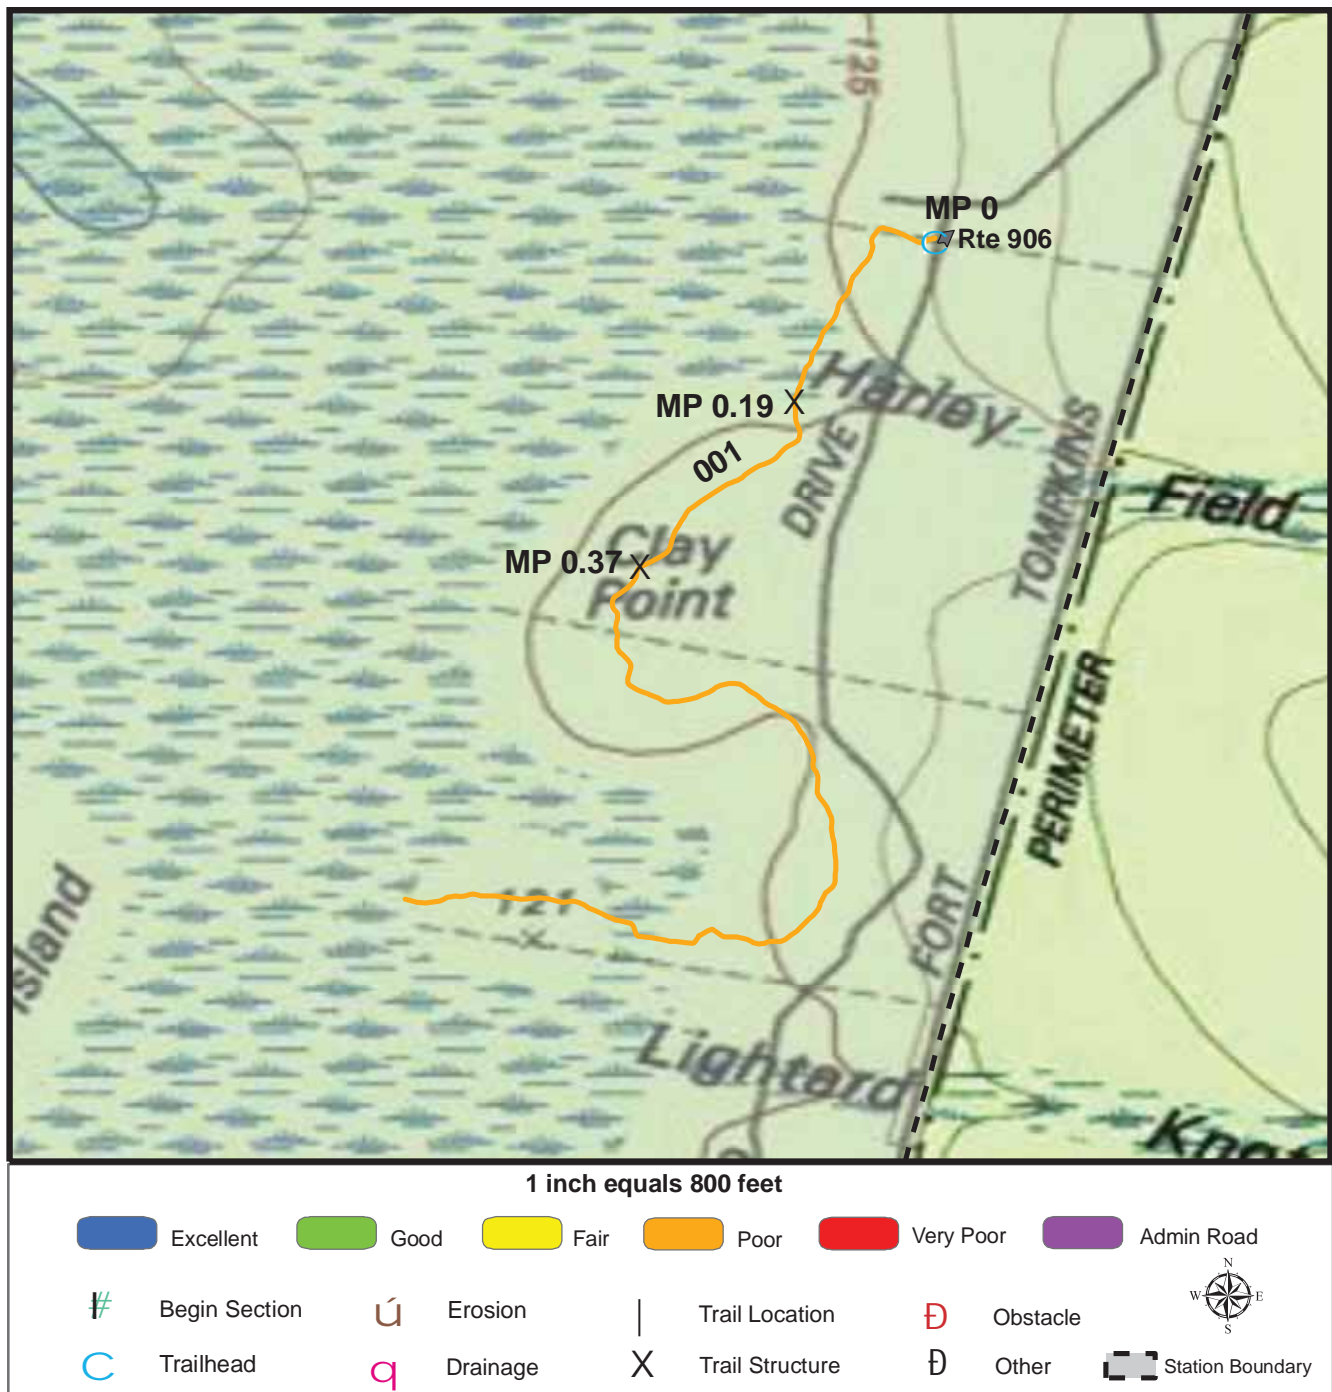 125
MP 0
Rte 906
Harley
MP 0.19
001
DRIVE
TOMPKINS
Field
Clay
Point
MP 0.37
PERIMETER
Island
121
FORT
Lightard
1 inch equals 800 feet
Excellent
Good
Fair
Poor
Very Poor
Admin Road
# Begin Section
ú Erosion
| Trail Location
Đ Obstacle
N
W E
S
C Trailhead
q Drainage
X Trail Structure
Đ Other
Station Boundary